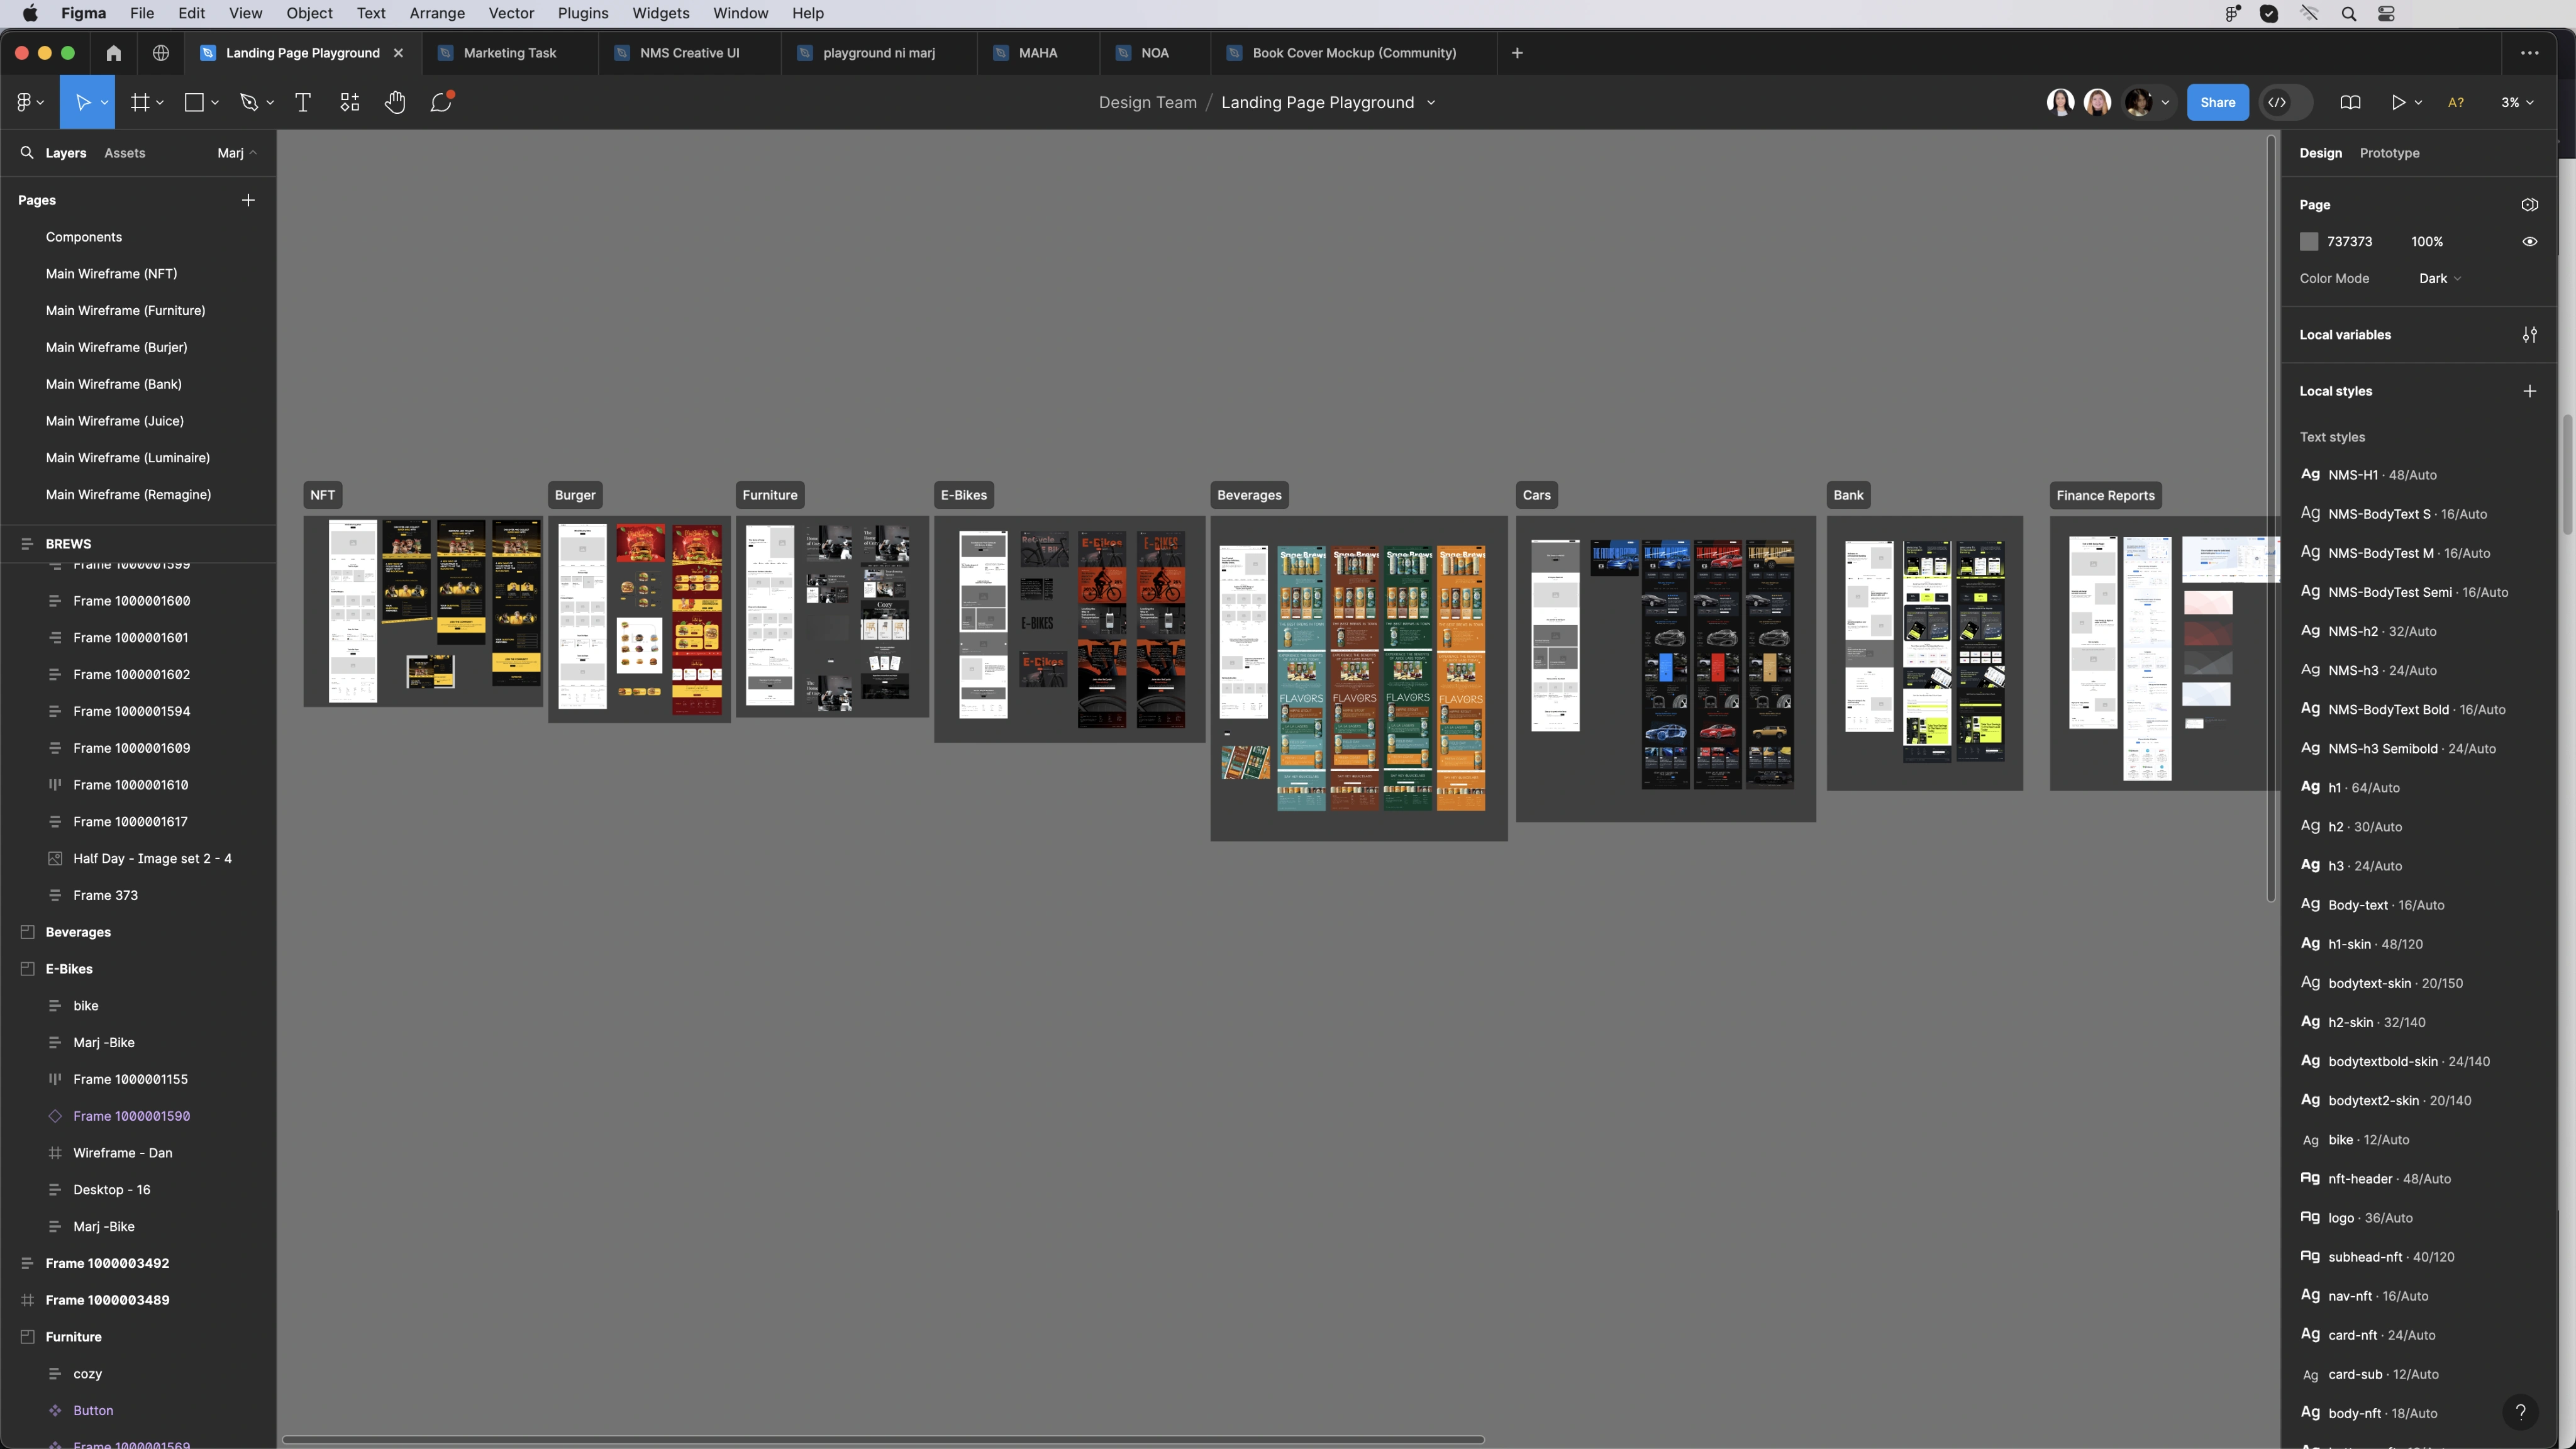 Figma File Edit View Object Text Arrange Vector Plugins Widgets Window Help
Landing Page Playground Marketing Task NMS Creative UI playground ni marj MAHA NOA Book Cover Mockup (Community)
Design Team / Landing Page Playground
Share
A?
3%
Layers Assets Marj
Pages
Components
Main Wireframe (NFT)
Main Wireframe (Furniture)
Main Wireframe (Burjer)
Main Wireframe (Bank)
Main Wireframe (Juice)
Main Wireframe (Luminaire)
Main Wireframe (Remagine)
BREWS
Frame 1000001599
Frame 1000001600
Frame 1000001601
Frame 1000001602
Frame 1000001594
Frame 1000001609
Frame 1000001610
Frame 1000001617
Half Day - Image set 2 - 4
Frame 373
Beverages
E-Bikes
bike
Marj -Bike
Frame 1000001155
Frame 1000001590
Wireframe - Dan
Desktop - 16
Marj -Bike
Frame 1000003492
Frame 1000003489
Furniture
cozy
Button
Frame 1000001569
NFT
Burger
Furniture
E-Bikes
Beverages
Cars
Bank
Finance Reports
E-Bikes
E-BIKES
E-BIKES
E-Bikes
Cozy
FLAVORS
FLAVORS
FLAVORS
FLAVORS
Design Prototype
Page
737373 100%
Color Mode Dark
Local variables
Local styles
Text styles
Ag NMS-H1 · 48/Auto
Ag NMS-BodyText S · 16/Auto
Ag NMS-BodyTest M · 16/Auto
Ag NMS-BodyTest Semi · 16/Auto
Ag NMS-h2 · 32/Auto
Ag NMS-h3 · 24/Auto
Ag NMS-BodyText Bold · 16/Auto
Ag NMS-h3 Semibold · 24/Auto
Ag h1 · 64/Auto
Ag h2 · 30/Auto
Ag h3 · 24/Auto
Ag Body-text · 16/Auto
Ag h1-skin · 48/120
Ag bodytext-skin · 20/150
Ag h2-skin · 32/140
Ag bodytextbold-skin · 24/140
Ag bodytext2-skin · 20/140
Ag bike · 12/Auto
Ag nft-header · 48/Auto
Ag logo · 36/Auto
Ag subhead-nft · 40/120
Ag nav-nft · 16/Auto
Ag card-nft · 24/Auto
Ag card-sub · 12/Auto
Ag body-nft · 18/Auto
?